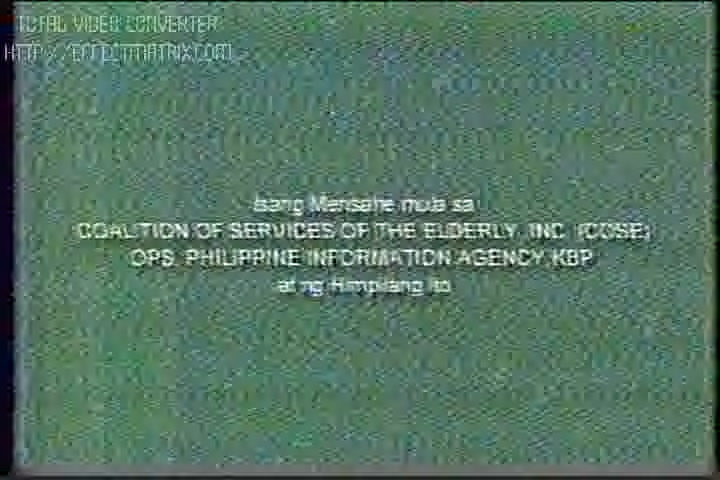 TOTAL VIDEO CONVERTER
HTTP://EFFECTMATRIX.COM
Isang Mensahe mula sa
COALITION OF SERVICES OF THE ELDERLY, INC. (COSE)
OPS, PHILIPPINE INFORMATION AGENCY, KBP
at ng Himpilang Ito